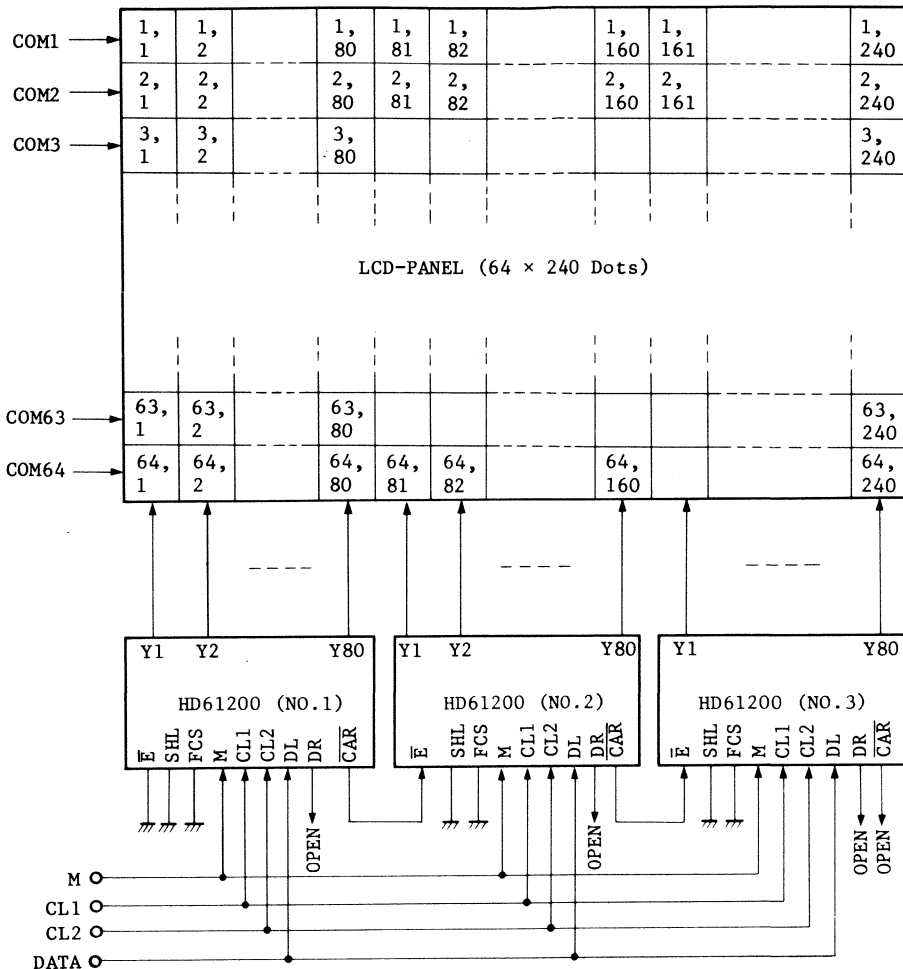 COM1
1, 1, 1, 1, 1, 1, 1, 1,
1 2 80 81 82 160 161 240
COM2
2, 2, 2, 2, 2, 2, 2, 2,
1 2 80 81 82 160 161 240
COM3
3, 3, 3, 3,
1 2 80 240
LCD-PANEL (64 × 240 Dots)
COM63
63, 63, 63, 63,
1 2 80 240
COM64
64, 64, 64, 64, 64, 64, 64,
1 2 80 81 82 160 240
Y1 Y2 Y80
HD61200 (NO.1)
E SHL FCS M CL1 CL2 DL DR CAR
OPEN
Y1 Y2 Y80
HD61200 (NO.2)
E SHL FCS M CL1 CL2 DL DR CAR
OPEN
Y1 Y80
HD61200 (NO.3)
E SHL FCS M CL1 CL2 DL DR CAR
OPEN OPEN
M
CL1
CL2
DATA